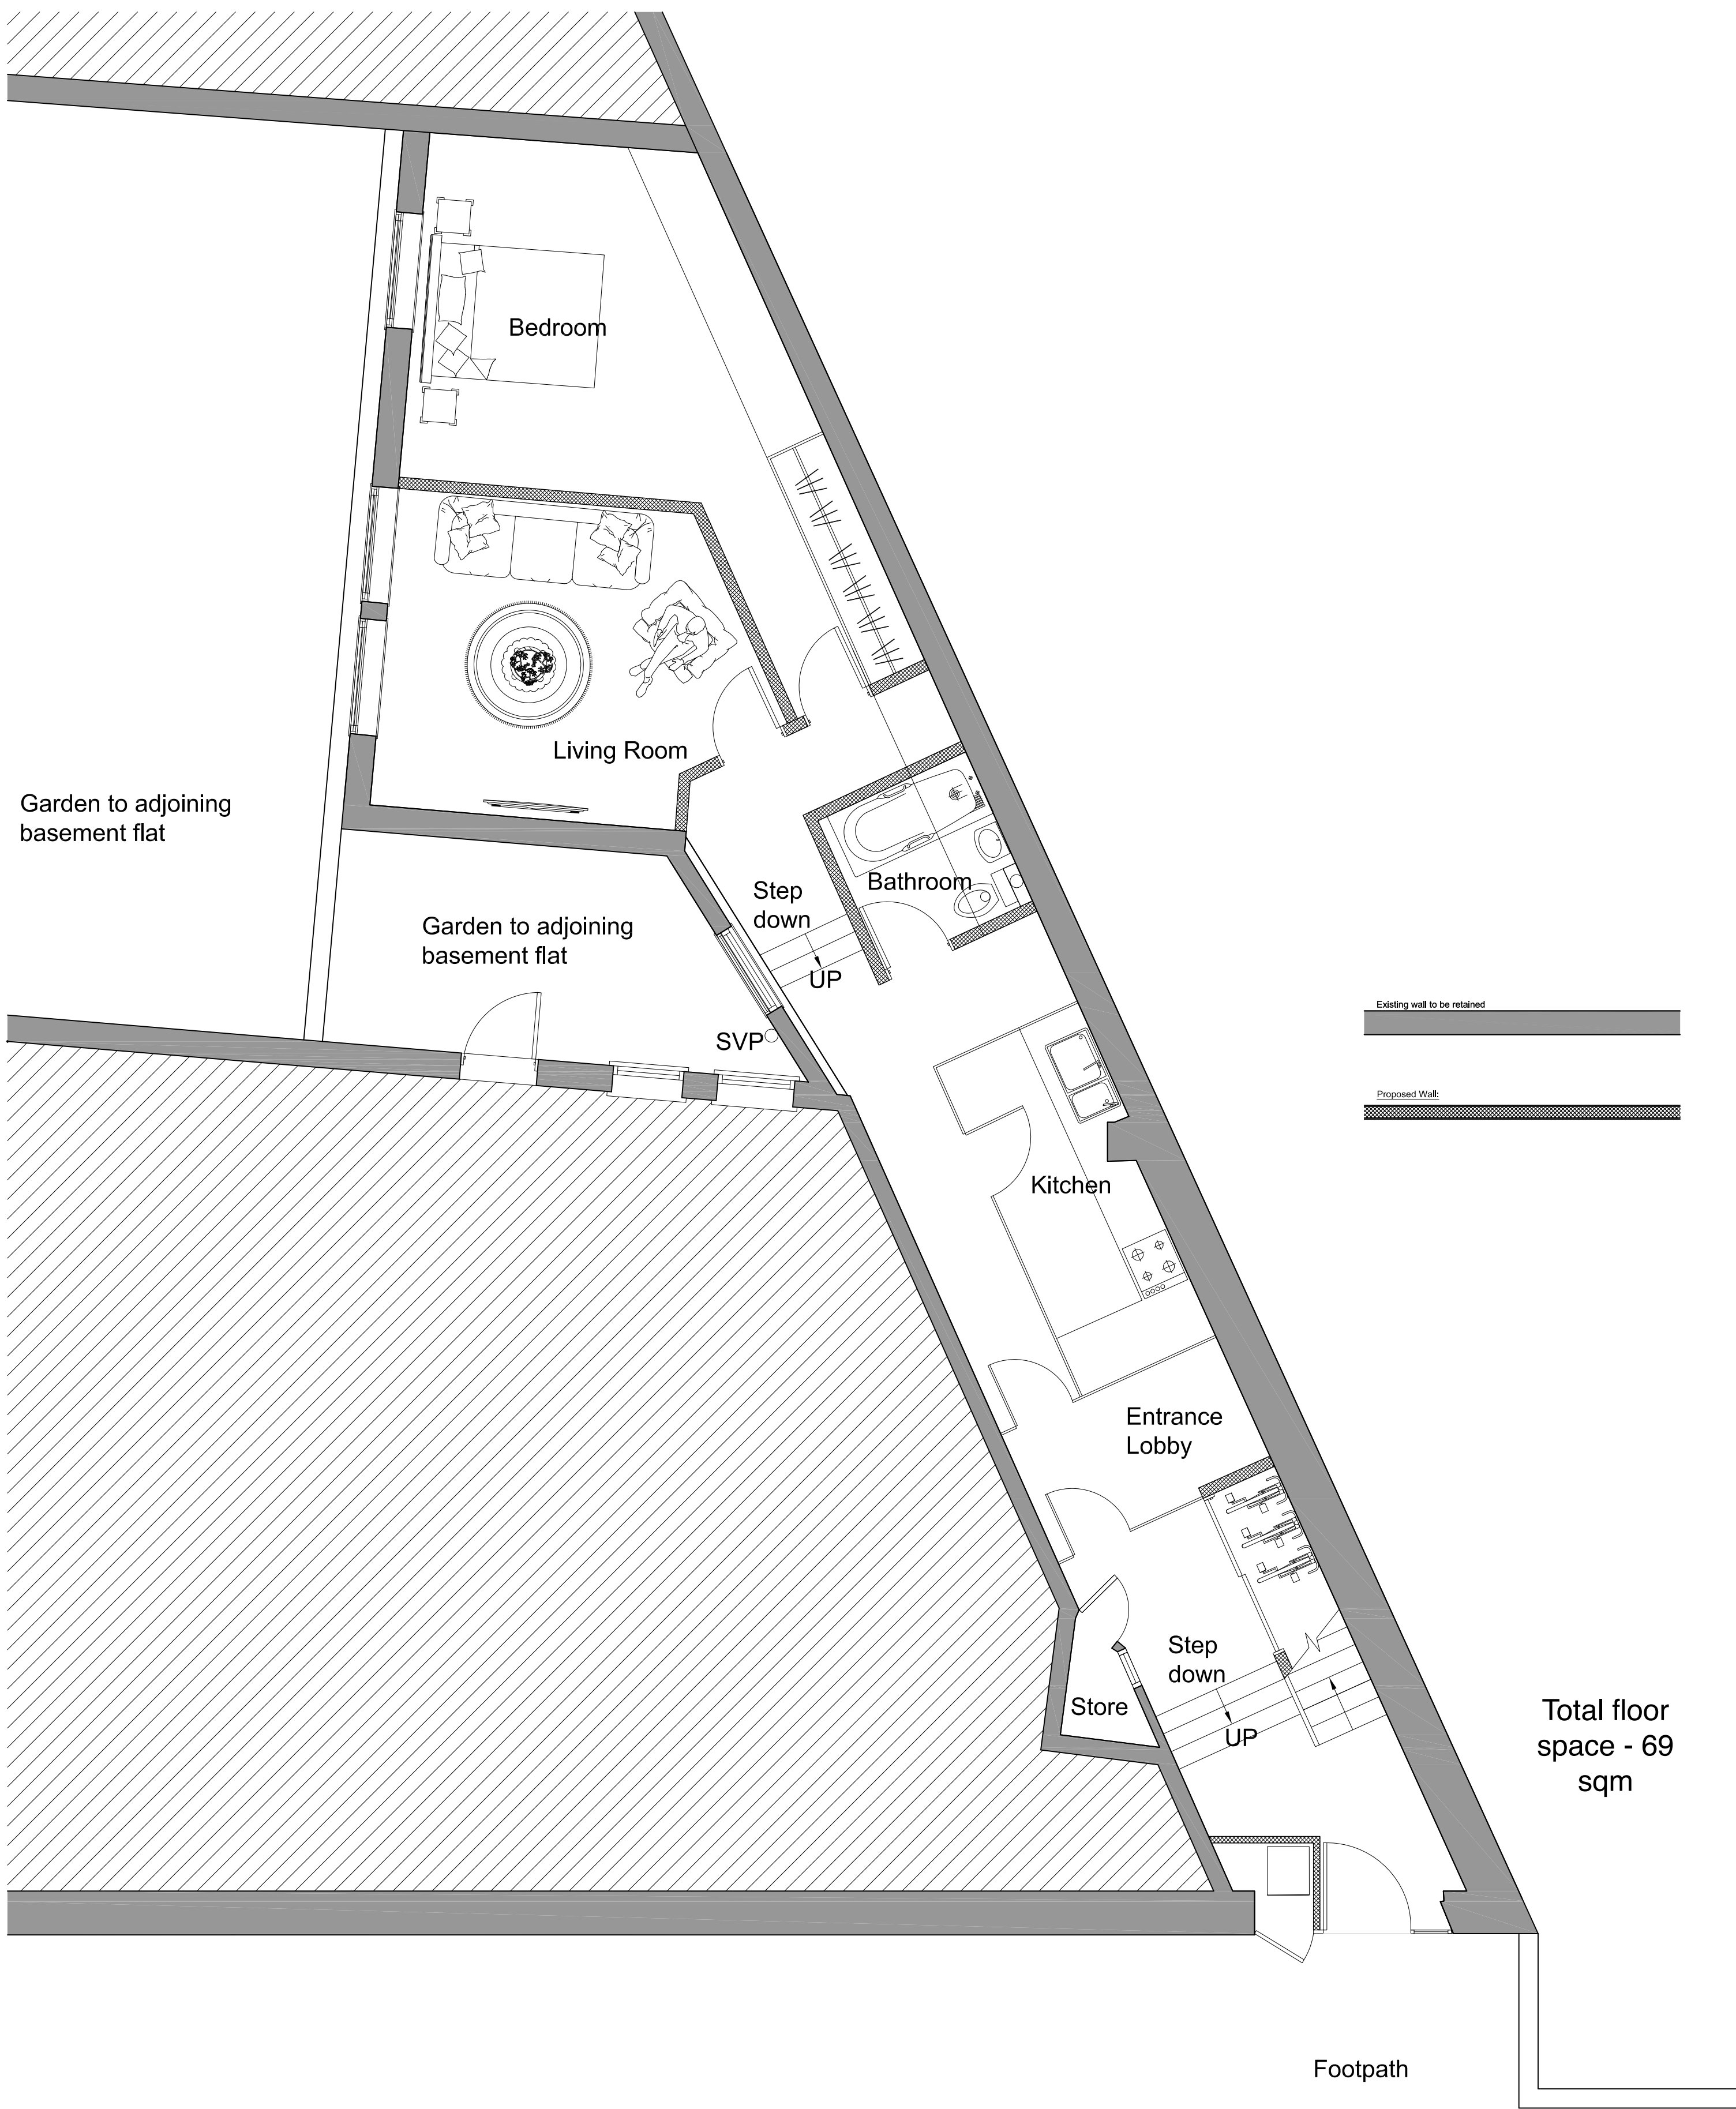 Bedroom
Living Room
Garden to adjoining
basement flat
Step
down
Bathroom
Garden to adjoining
basement flat
UP
SVP
Existing wall to be retained
Proposed Wall:
Kitchen
Entrance
Lobby
Step
down
Store
UP
Total floor
space - 69
sqm
Footpath